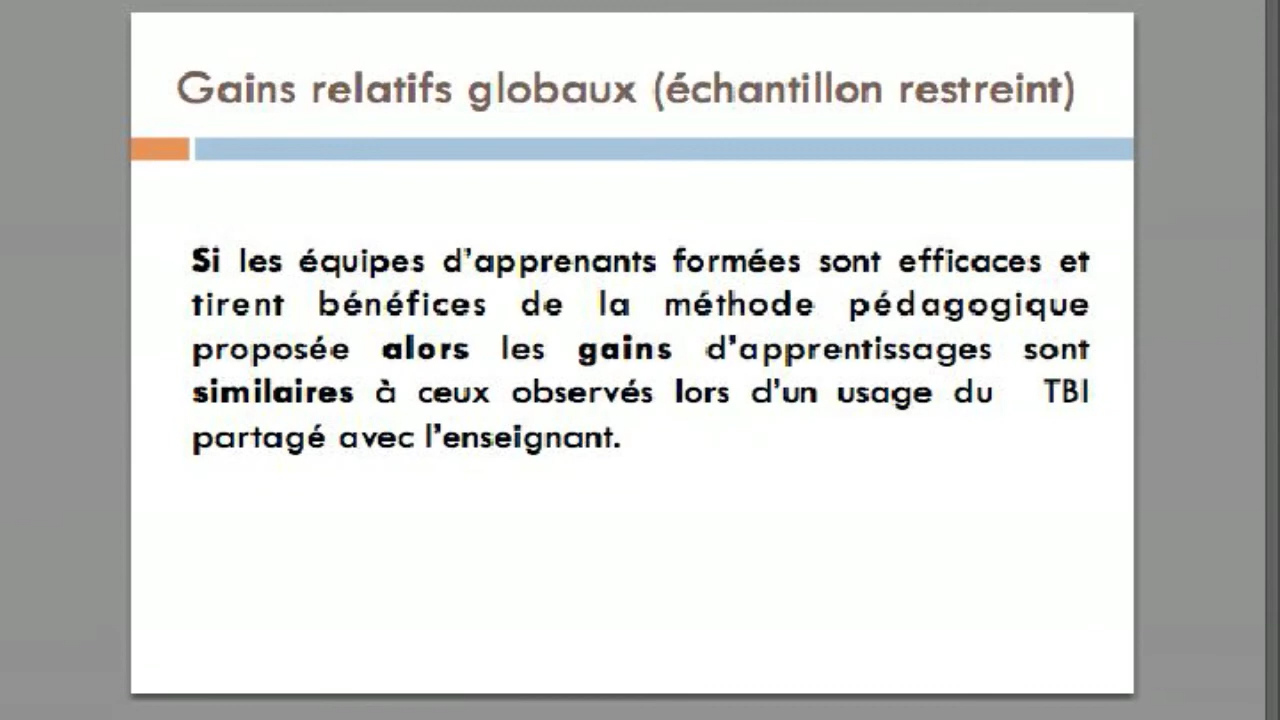 Gains relatifs globaux (échantillon restreint)
Si les équipes d'apprenants formées sont efficaces et
tirent bénéfices de la méthode pédagogique
proposée alors les gains d'apprentissages sont
similaires à ceux observés lors d'un usage du TBI
partagé avec l'enseignant.